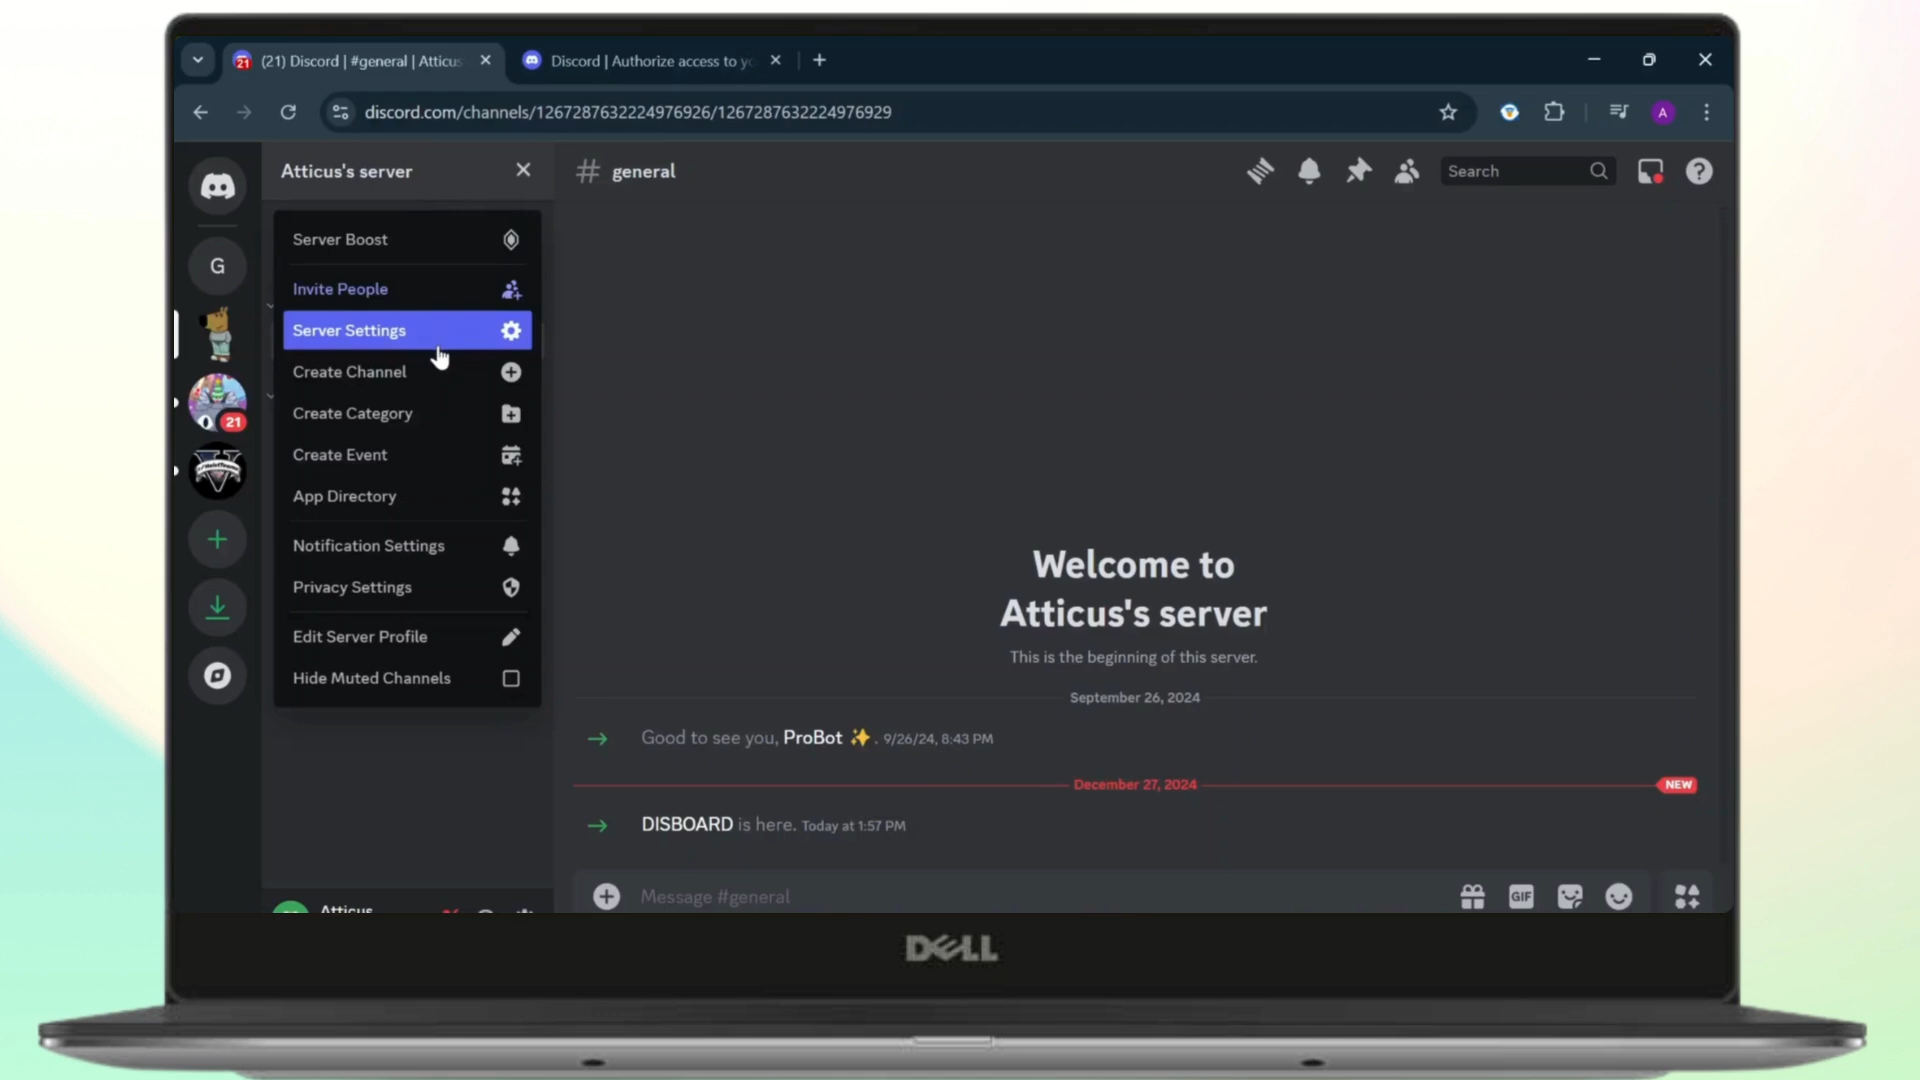 21
(21) Discord | #general | Atticus
Discord | Authorize access to yo
discord.com/channels/1267287632224976926/1267287632224976929
A
Atticus's server
general
Search
G
21
Server Boost
Invite People
Server Settings
Create Channel
Create Category
Create Event
App Directory
Notification Settings
Privacy Settings
Edit Server Profile
Hide Muted Channels
Welcome to
Atticus's server
This is the beginning of this server.
September 26, 2024
Good to see you, ProBot ✨. 9/26/24, 8:43 PM
December 27, 2024
NEW
DISBOARD is here. Today at 1:57 PM
Message #general
GIF
Atticus
DELL